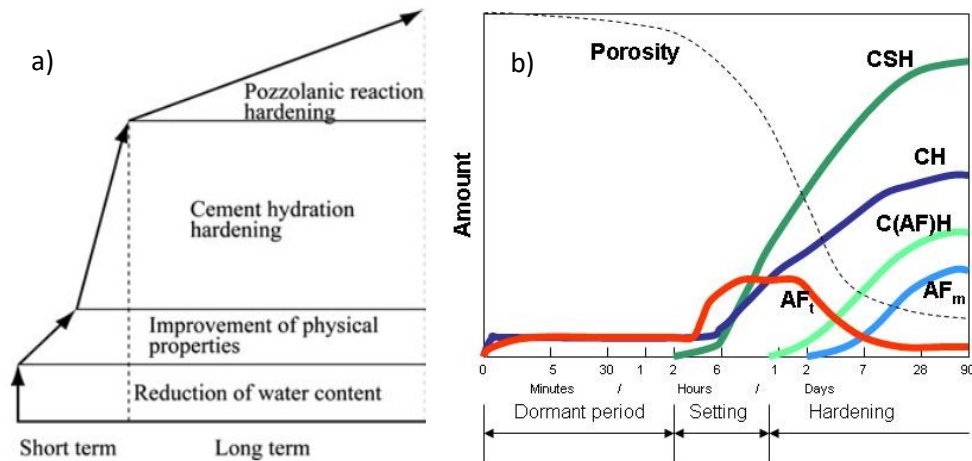 a)
Pozzolanic reaction
hardening
Cement hydration
hardening
Improvement of physical
properties
Reduction of water content
Short term Long term
b)
Porosity
CSH
CH
C(AF)H
AFt
AFm
Amount
0 5 30 1 2 6 1 2 7 28 90
Minutes / Hours / Days
Dormant period Setting Hardening